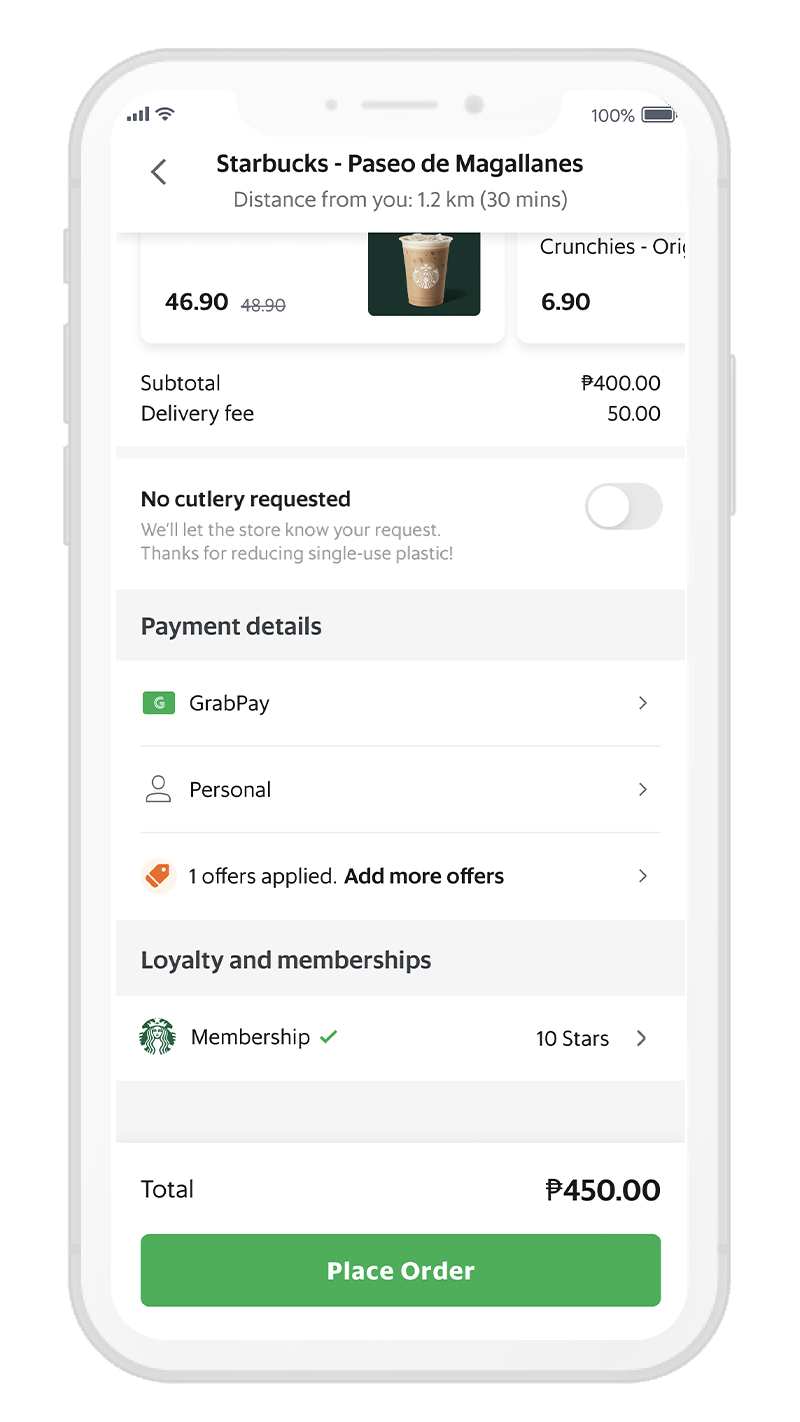 100%
Starbucks - Paseo de Magallanes
Distance from you: 1.2 km (30 mins)
Crunchies - Orig
46.90 48.90
6.90
Subtotal ₱400.00
Delivery fee 50.00
No cutlery requested
We'll let the store know your request.
Thanks for reducing single-use plastic!
Payment details
GrabPay
Personal
1 offers applied. Add more offers
Loyalty and memberships
Membership 10 Stars
Total ₱450.00
Place Order